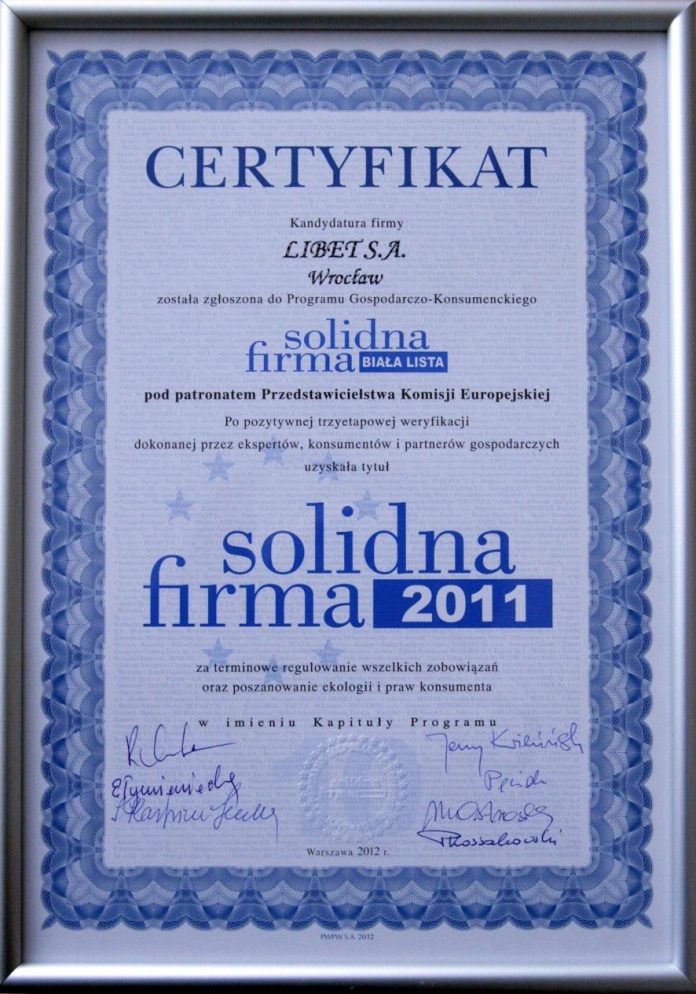 CERTYFIKAT
Kandydatura firmy
LIBET S.A.
Wrocław
została zgłoszona do Programu Gospodarczo-Konsumenckiego
solidna
firma BIAŁA LISTA
pod patronatem Przedstawicielstwa Komisji Europejskiej
Po pozytywnej trzyetapowej weryfikacji
dokonanej przez ekspertów, konsumentów i partnerów gospodarczych
uzyskała tytuł
solidna
firma 2011
za terminowe regulowanie wszelkich zobowiązań
oraz poszanowanie ekologii i praw konsumenta
w imieniu Kapituły Programu
Warszawa 2012 r.
PWPW S.A. 2012